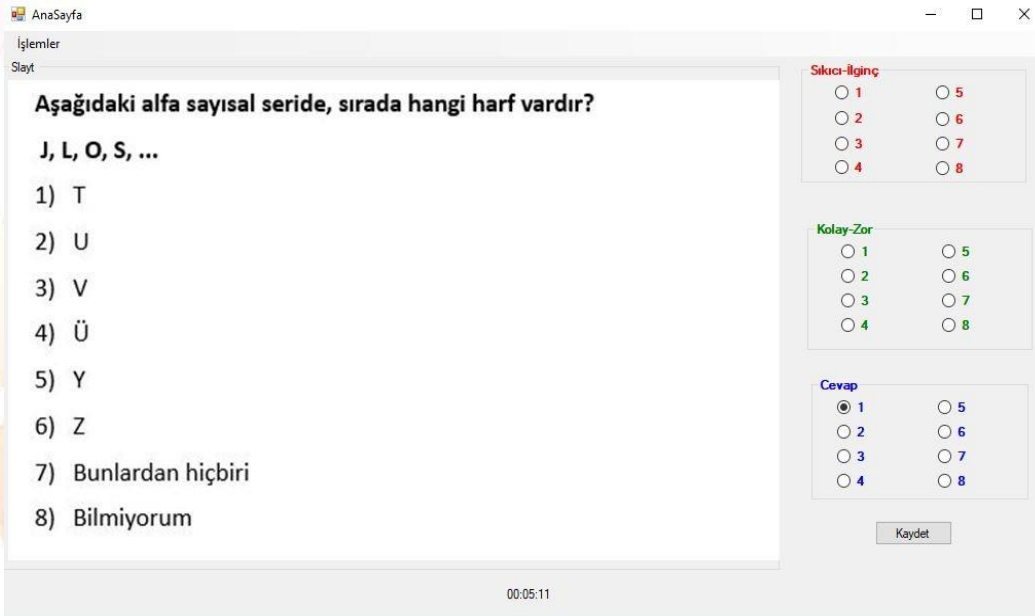 AnaSayfa
İşlemler
Slayt
Aşağıdaki alfa sayısal seride, sırada hangi harf vardır?
J, L, O, S, ...
1) T
2) U
3) V
4) Ü
5) Y
6) Z
7) Bunlardan hiçbiri
8) Bilmiyorum
Sıkıcı-İlginç
1 5
2 6
3 7
4 8
Kolay-Zor
1 5
2 6
3 7
4 8
Cevap
1 5
2 6
3 7
4 8
Kaydet
00:05:11